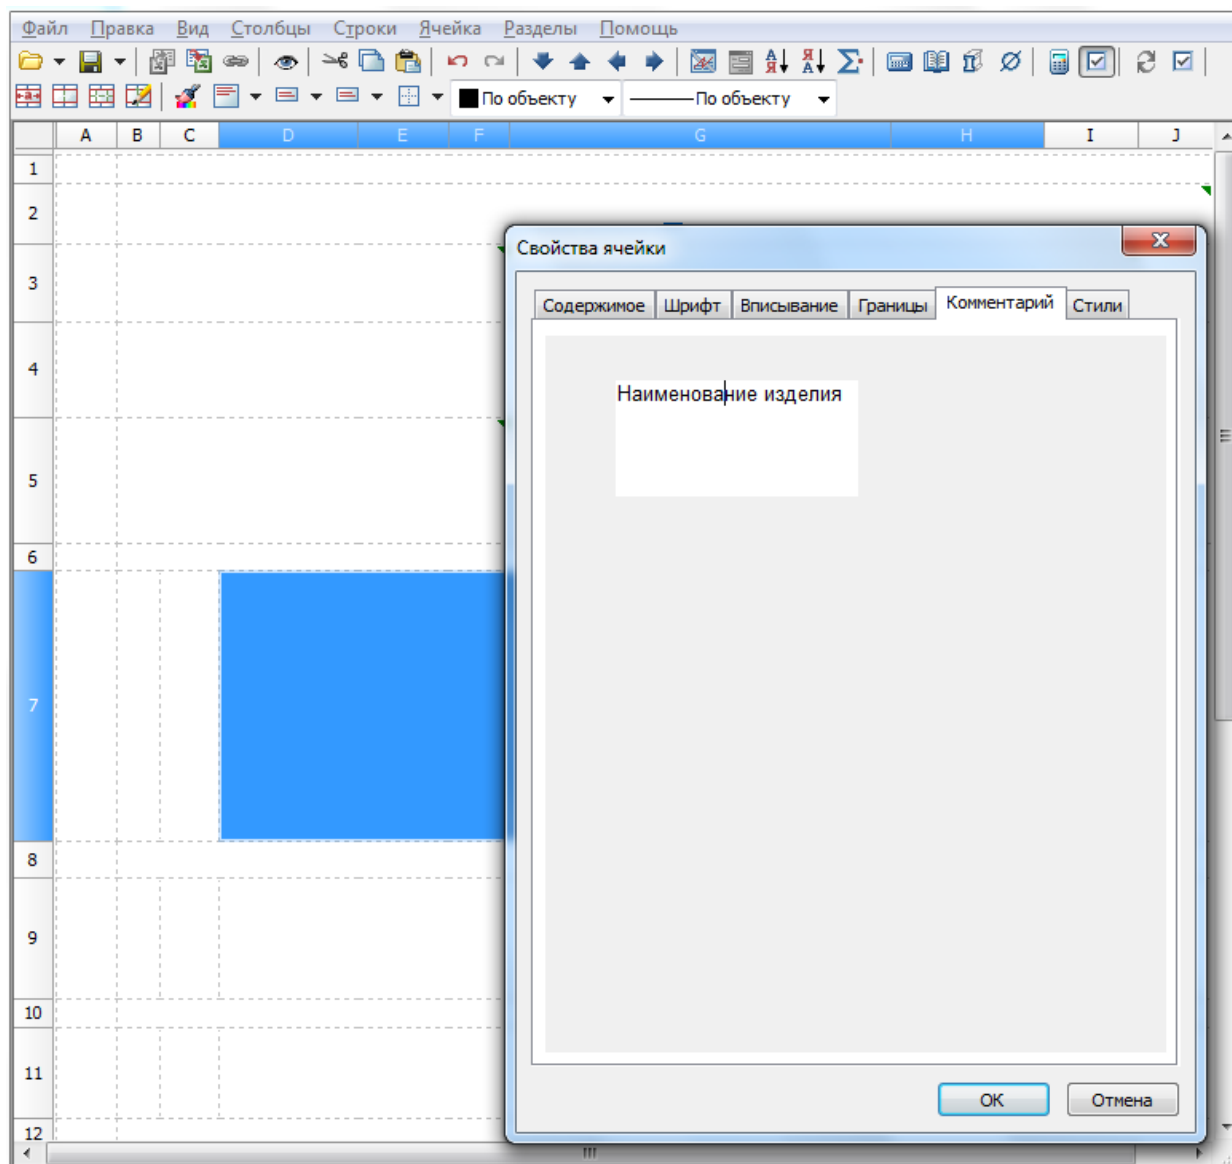 Файл Правка Вид Столбцы Строки Ячейка Разделы Помощь
По объекту По объекту
A B C D E F G H I J
1
2
Свойства ячейки
3
Содержимое Шрифт Вписывание Границы Комментарий Стили
4
Наименование изделия
5
6
7
8
9
10
11
OK Отмена
12